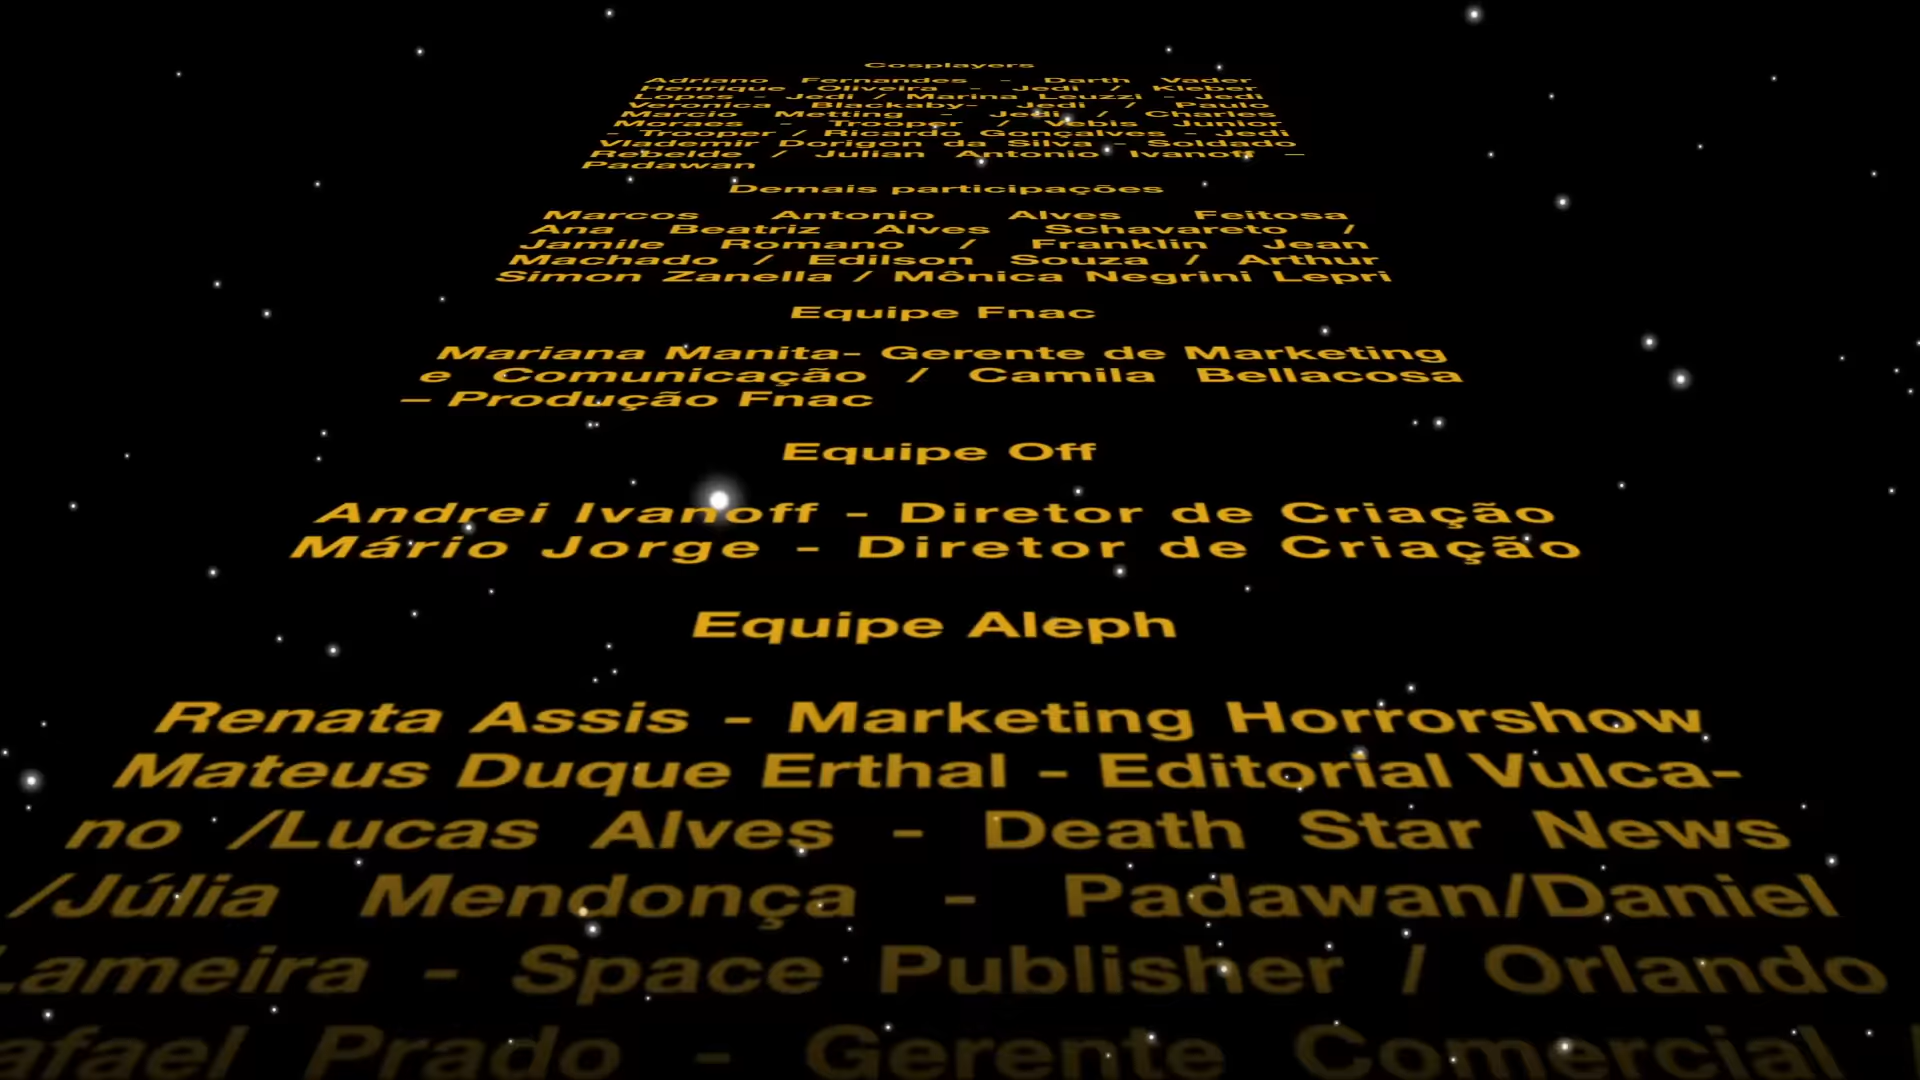 Cosplayers
Adriano Fernandes - Darth Vader
Henrique Oliveira - Jedi / Kleber
Lopes - Jedi / Marina Leuzzi - Jedi
Veronica Blackaby- Jedi / Paulo
Marcio Metting - Jedi / Charles
Moraes - Trooper / Vebis Junior
- Trooper / Ricardo Gonçalves - Jedi
Vlademir Dorigon da Silva - Soldado
Rebelde / Julian Antonio Ivanoff –
Padawan
Demais participações
Marcos Antonio Alves Feitosa
Ana Beatriz Alves Schavareto /
Jamile Romano / Franklin Jean
Machado / Edilson Souza / Arthur
Simon Zanella / Mônica Negrini Lepri
Equipe Fnac
Mariana Manita- Gerente de Marketing
e Comunicação / Camila Bellacosa
– Produção Fnac
Equipe Off
Andrei Ivanoff - Diretor de Criação
Mário Jorge - Diretor de Criação
Equipe Aleph
Renata Assis - Marketing Horrorshow
Mateus Duque Erthal - Editorial Vulca-
no /Lucas Alves - Death Star News
/Júlia Mendonça - Padawan/Daniel
Lameira - Space Publisher / Orlando
afael Prado - Gerente Comercial